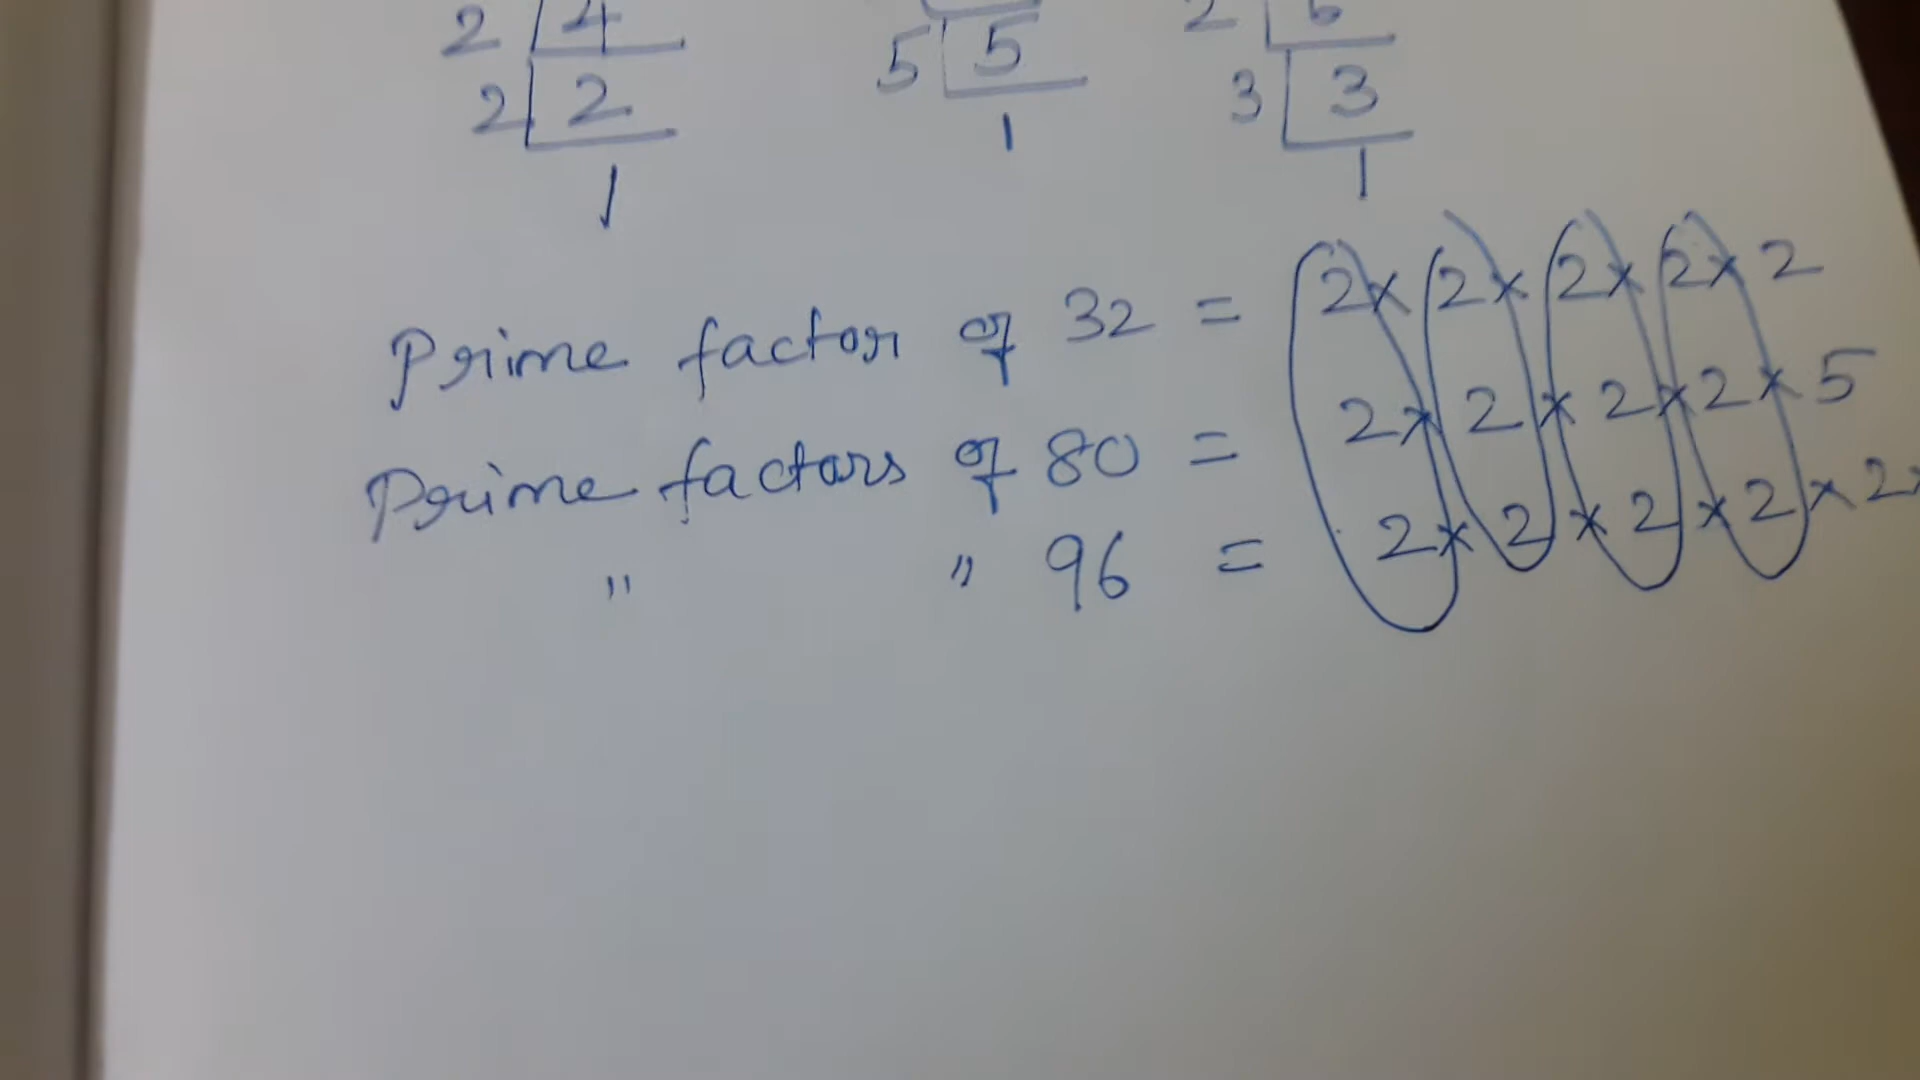 2 4 5 5 2 6
2 2 1 3 3
1 1
Prime factor of 32 = 2 x 2 x 2 x 2 x 2
Prime factors of 80 = 2 x 2 x 2 x 2 x 5
" " 96 = 2 x 2 x 2 x 2 x 2 x